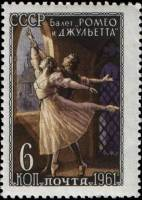 СССР
Балет „РОМЕО
и ДЖУЛЬЕТТА"
6
КОП.
ПОЧТА
1961